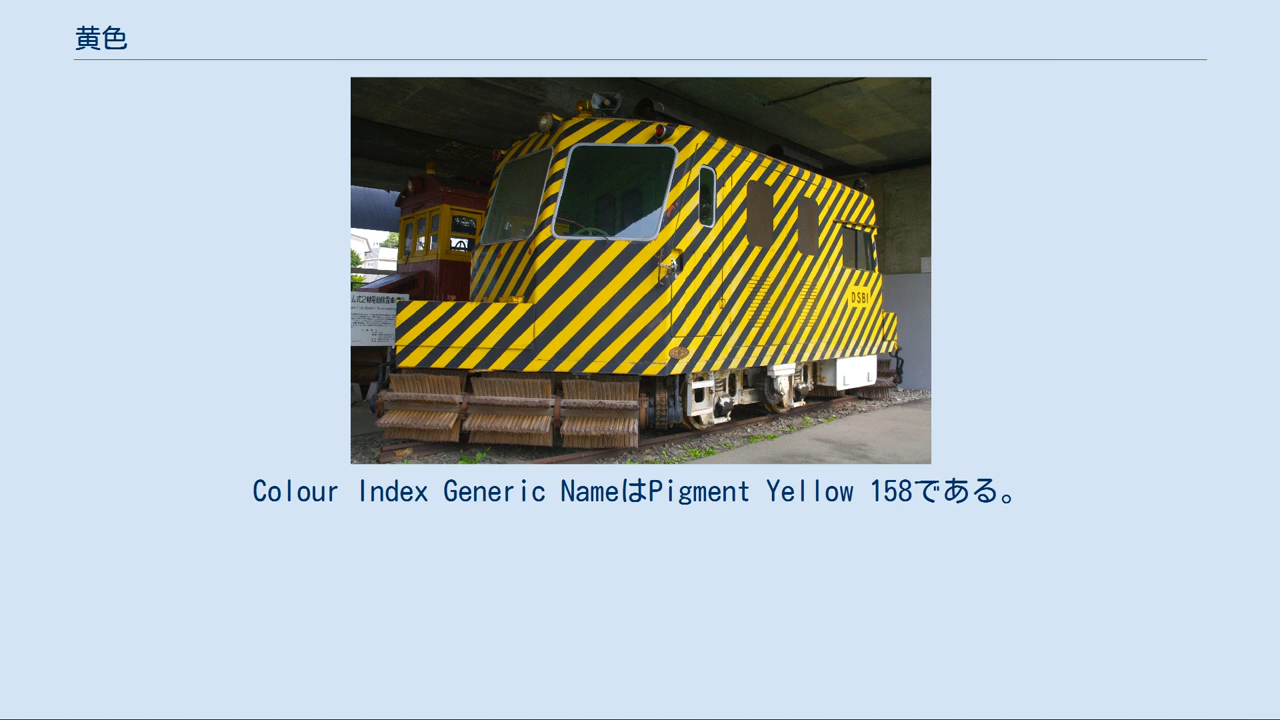 黄色
DSB1
Colour Index Generic NameはPigment Yellow 158である。